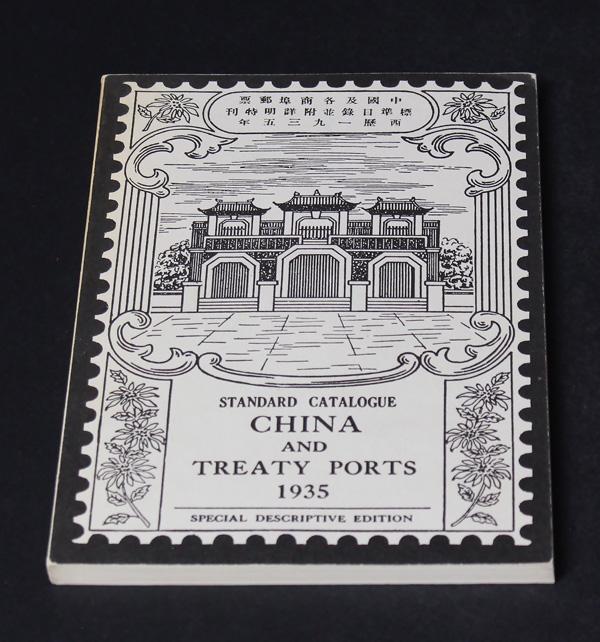 中國及各商埠郵票
標準目錄並附詳明特刊
西歷一九三五年
STANDARD CATALOGUE
CHINA
AND
TREATY PORTS
1935
SPECIAL DESCRIPTIVE EDITION